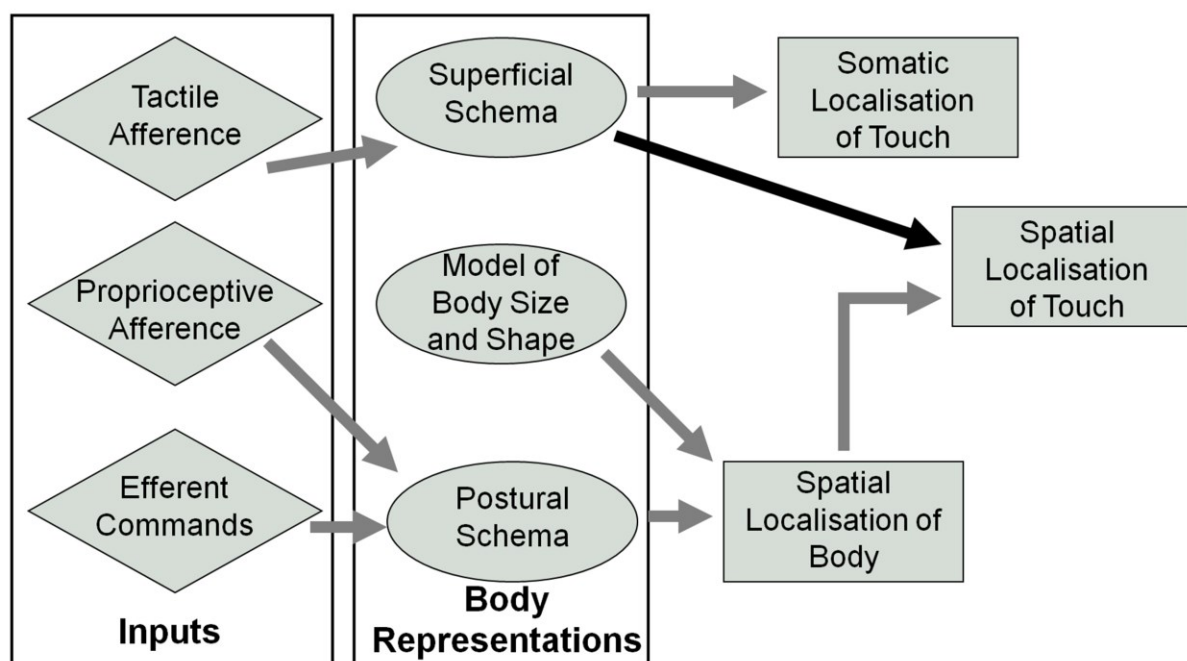 Tactile
Afference
Proprioceptive
Afference
Efferent
Commands
Inputs
Superficial
Schema
Model of
Body Size
and Shape
Postural
Schema
Body
Representations
Somatic
Localisation
of Touch
Spatial
Localisation
of Touch
Spatial
Localisation of
Body